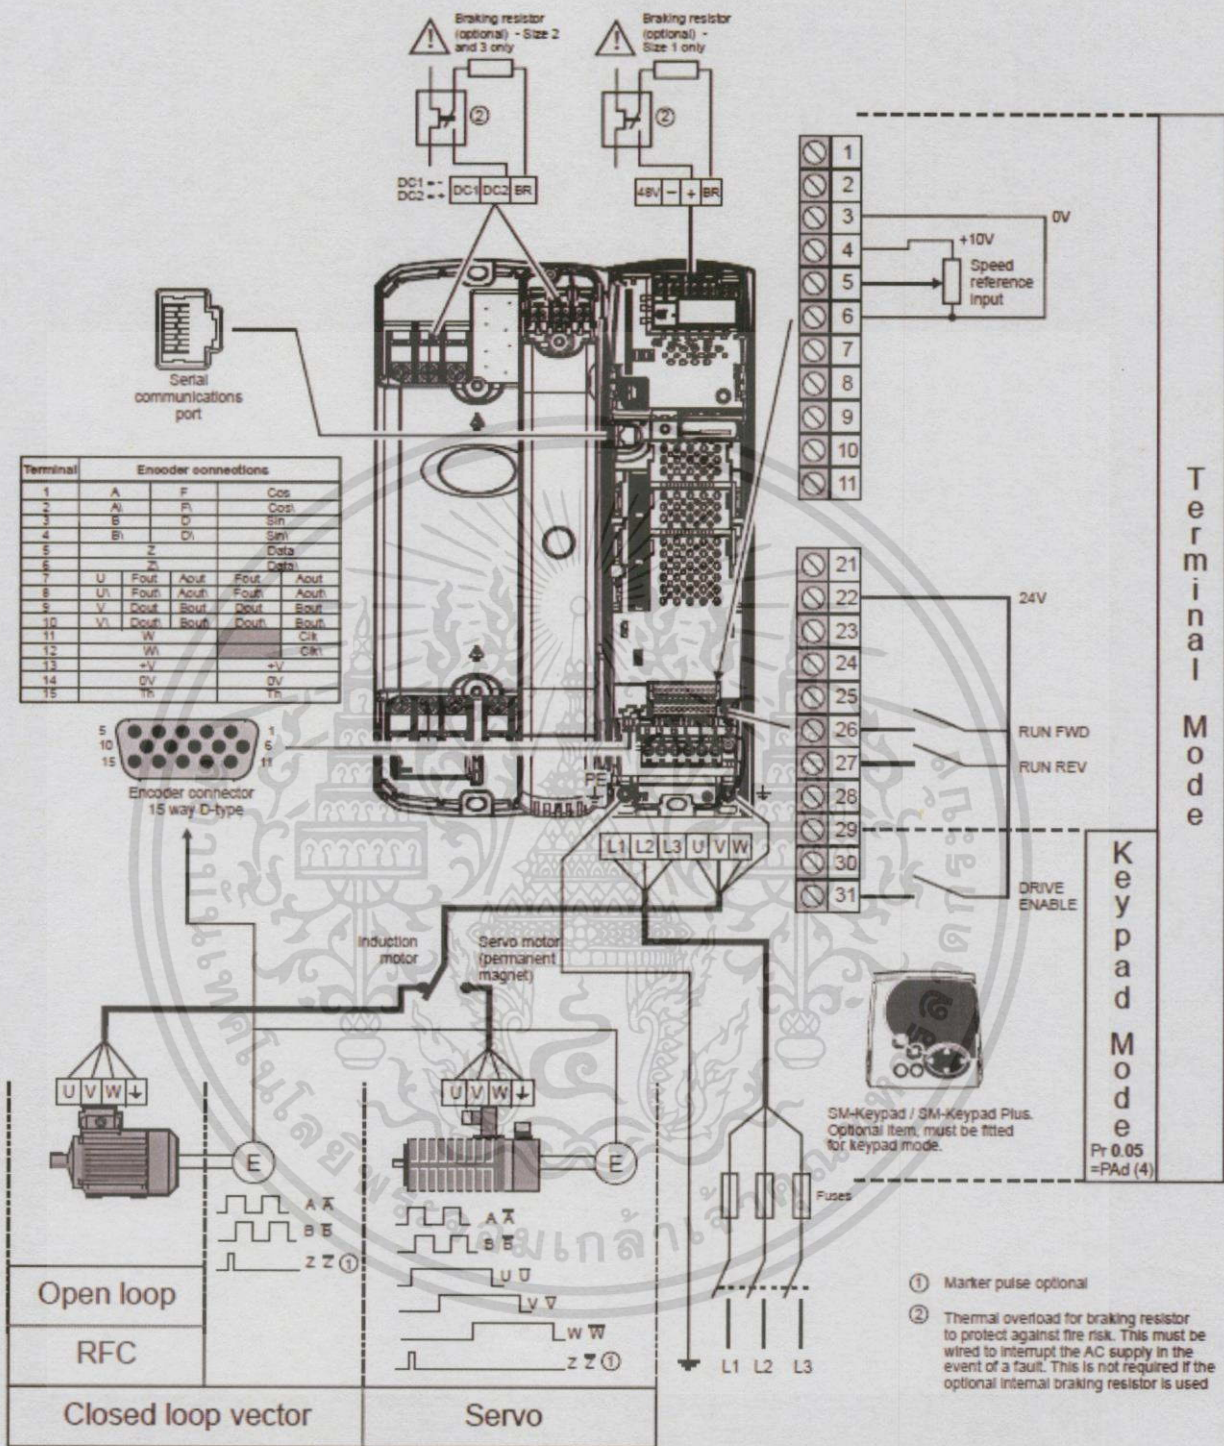 Braking resistor
(optional) - Size 2
and 3 only
②
DC1 = -
DC2 = +
DC1 DC2 BR
Braking resistor
(optional) -
Size 1 only
②
48V - + BR
1
2
3
4
5
6
7
8
9
10
11
0V
+10V
Speed
reference
input
Serial
communications
port
Terminal Encoder connections
1 A F Cos
2 A\ F\ Cos\
3 B D Sin
4 B\ D\ Sin\
5 Z Data
6 Z\ Data\
7 U Fout Aout Fout Aout
8 U\ Fout\ Aout\ Fout\ Aout\
9 V Dout Bout Dout Bout
10 V\ Dout\ Bout\ Dout\ Bout\
11 W Clk
12 W\ Clk\
13 +V +V
14 0V 0V
15 Th Th
5 1
10 6
15 11
Encoder connector
15 way D-type
PE
L1 L2 L3 U V W
21
22
23
24
25
26
27
28
29
30
31
24V
RUN FWD
RUN REV
DRIVE
ENABLE
Terminal Mode
Keypad Mode
Pr 0.05
=PAd (4)
SM-Keypad / SM-Keypad Plus.
Optional item, must be fitted
for keypad mode.
Induction
motor
Servo motor
(permanent
magnet)
U V W
E
A A̅
B B̅
Z Z̅ ①
U V W
E
A A̅
B B̅
U U̅
V V̅
W W̅
Z Z̅ ①
Fuses
L1 L2 L3
Open loop
RFC
Closed loop vector
Servo
① Marker pulse optional
② Thermal overload for braking resistor
to protect against fire risk. This must be
wired to interrupt the AC supply in the
event of a fault. This is not required if the
optional internal braking resistor is used